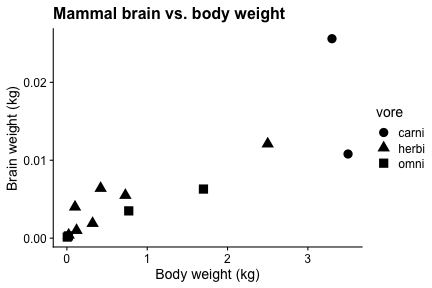 Mammal brain vs. body weight
Brain weight (kg)
0.02
0.01
0.00
0 1 2 3
Body weight (kg)
vore
carni
herbi
omni